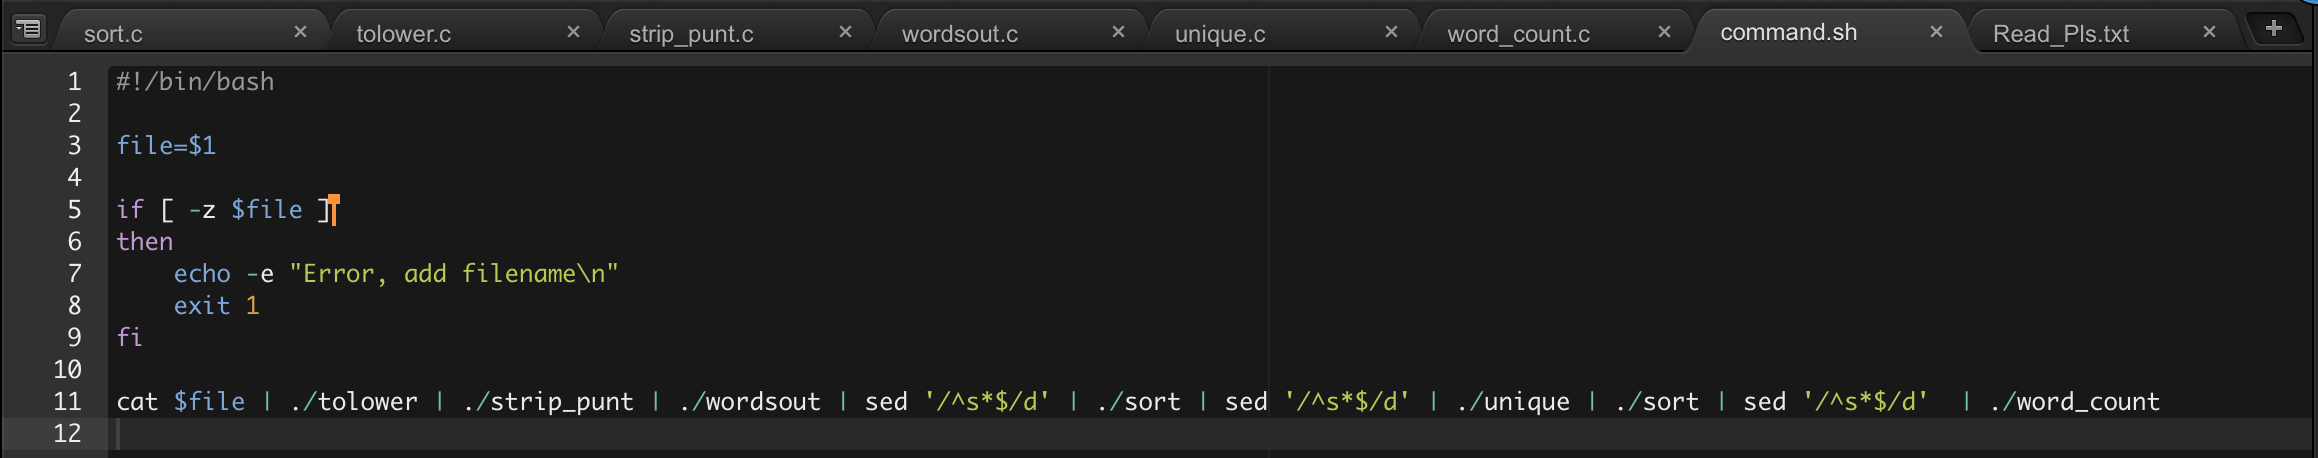 sort.c × tolower.c × strip_punt.c × wordsout.c × unique.c × word_count.c × command.sh × Read_Pls.txt × +
1 #!/bin/bash
2
3 file=$1
4
5 if [ -z $file ]
6 then
7     echo -e "Error, add filename\n"
8     exit 1
9 fi
10
11 cat $file | ./tolower | ./strip_punt | ./wordsout | sed '/^s*$/d' | ./sort | sed '/^s*$/d' | ./unique | ./sort | sed '/^s*$/d'  | ./word_count
12